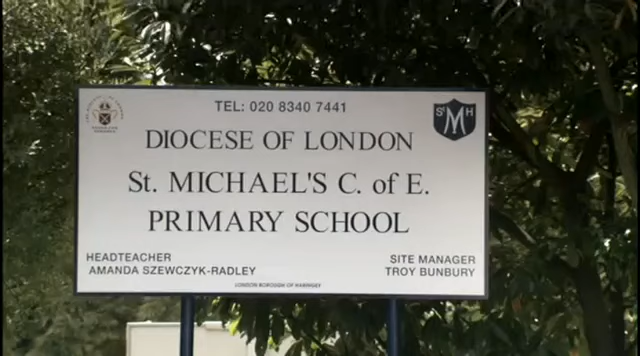 TEL: 020 8340 7441
St M H
DIOCESE OF LONDON
St. MICHAEL'S C. of E.
PRIMARY SCHOOL
HEADTEACHER
AMANDA SZEWCZYK-RADLEY
SITE MANAGER
TROY BUNBURY
LONDON BOROUGH OF HARINGEY